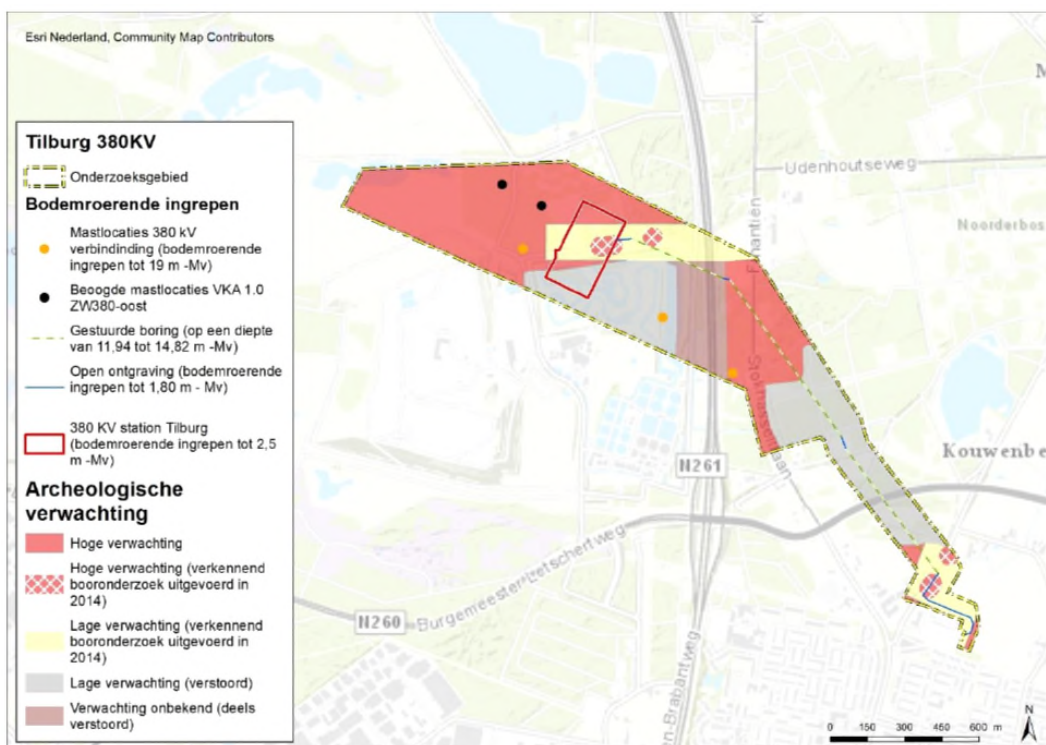 Esri Nederland, Community Map Contributors
M
Udenhoutseweg
Noorderbos
Kouwenbe
N261
N260
Burgemeester Letschertweg
n-Brabantweg
Tilburg 380KV
Onderzoeksgebied
Bodemroerende ingrepen
Mastlocaties 380 kV
verbindinding (bodemroerende
ingrepen tot 19 m -Mv)
Beoogde mastlocaties VKA 1.0
ZW380-oost
Gestuurde boring (op een diepte
van 11,94 tot 14,82 m -Mv)
Open ontgraving (bodemroerende
ingrepen tot 1,80 m - Mv)
380 KV station Tilburg
(bodemroerende ingrepen tot 2,5
m -Mv)
Archeologische
verwachting
Hoge verwachting
Hoge verwachting (verkennend
booronderzoek uitgevoerd in
2014)
Lage verwachting (verkennend
booronderzoek uitgevoerd in
2014)
Lage verwachting (verstoord)
Verwachting onbekend (deels
verstoord)
0 150 300 450 600 m
N